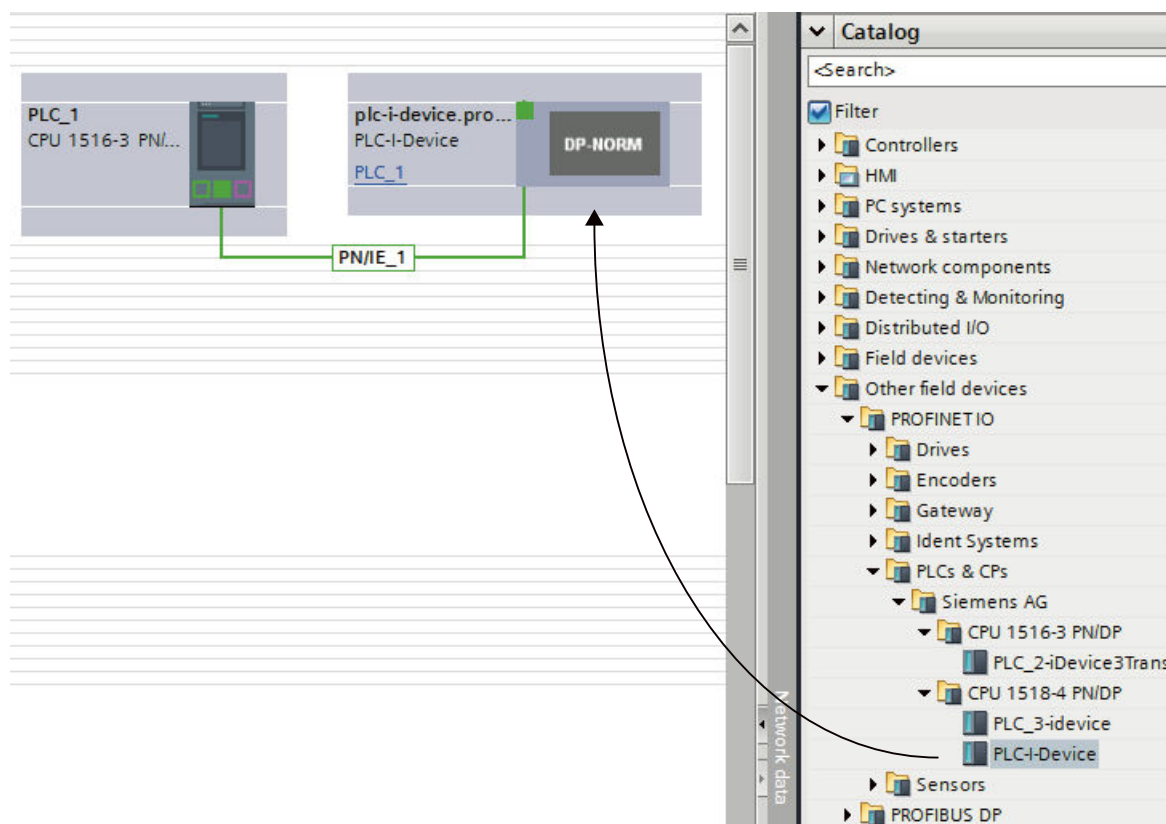 PLC_1
CPU 1516-3 PN/...
plc-i-device.pro...
PLC-I-Device
PLC_1
DP-NORM
PN/IE_1
Network data
Catalog
<Search>
Filter
Controllers
HMI
PC systems
Drives & starters
Network components
Detecting & Monitoring
Distributed I/O
Field devices
Other field devices
PROFINET IO
Drives
Encoders
Gateway
Ident Systems
PLCs & CPs
Siemens AG
CPU 1516-3 PN/DP
PLC_2-iDevice3Trans
CPU 1518-4 PN/DP
PLC_3-idevice
PLC-I-Device
Sensors
PROFIBUS DP